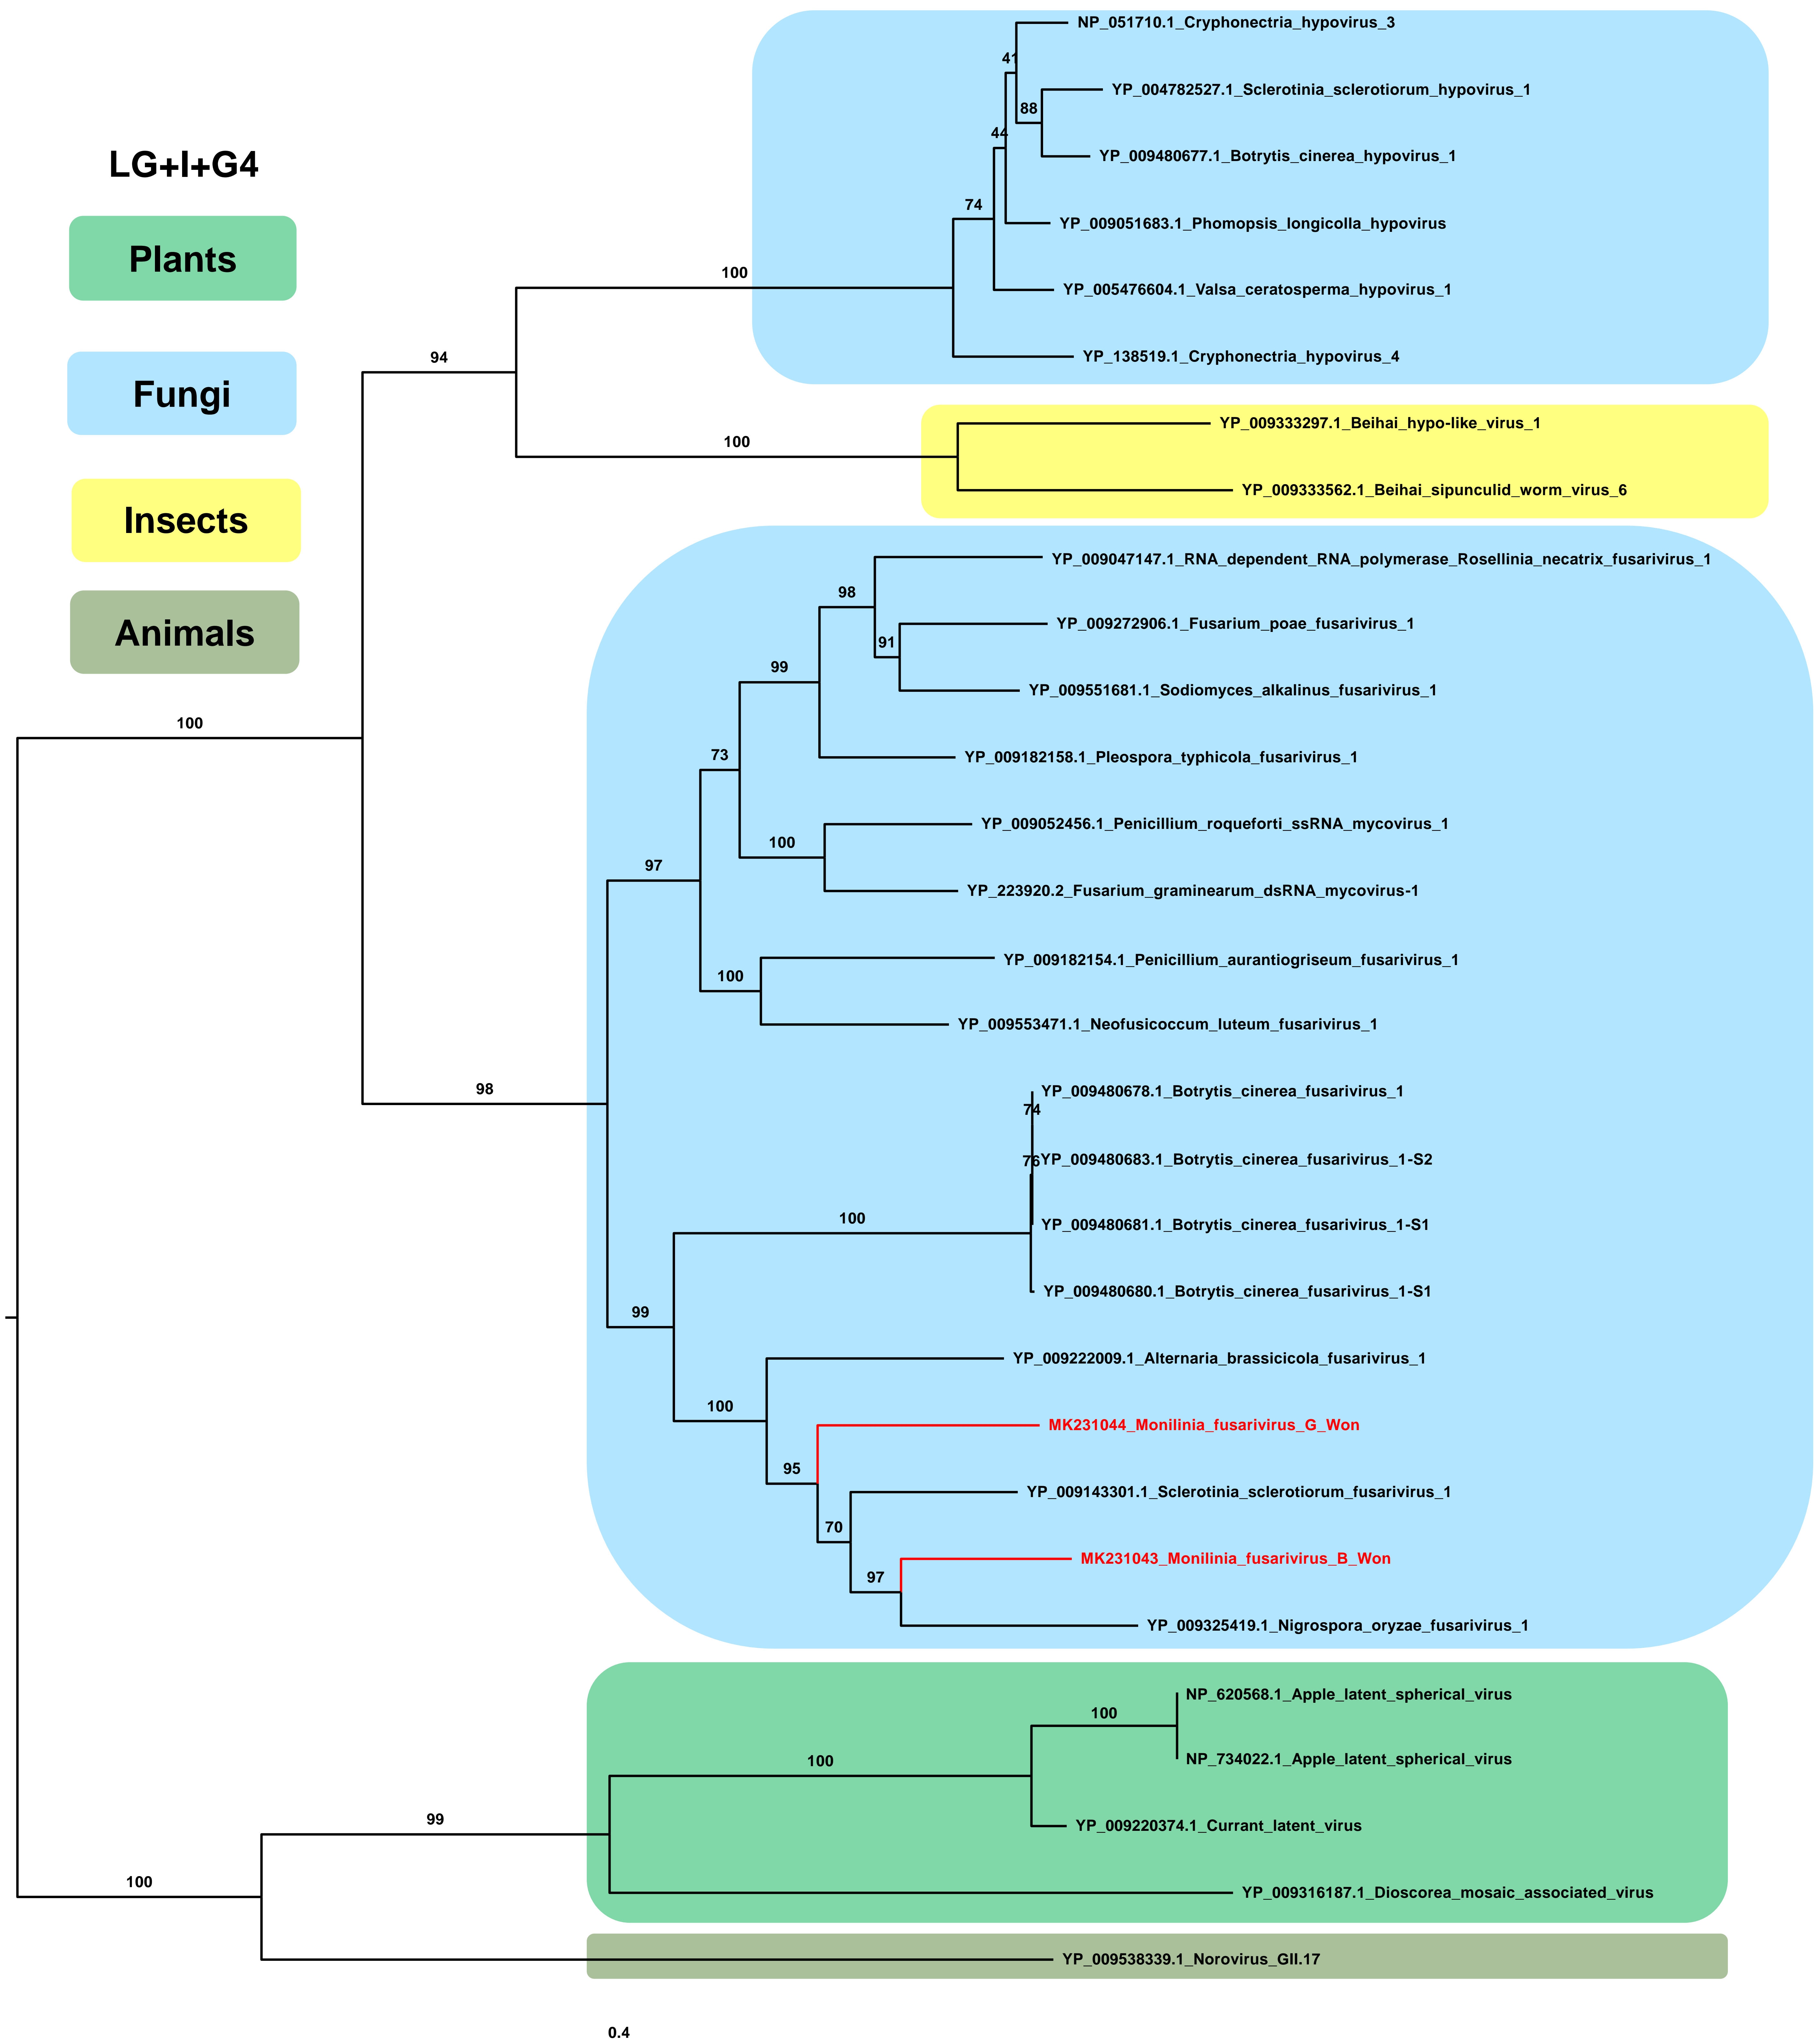 LG+I+G4
Plants
Fungi
Insects
Animals
NP_051710.1_Cryphonectria_hypovirus_3
41
YP_004782527.1_Sclerotinia_sclerotiorum_hypovirus_1
88
44
YP_009480677.1_Botrytis_cinerea_hypovirus_1
74
YP_009051683.1_Phomopsis_longicolla_hypovirus
100
YP_005476604.1_Valsa_ceratosperma_hypovirus_1
94
YP_138519.1_Cryphonectria_hypovirus_4
YP_009333297.1_Beihai_hypo-like_virus_1
100
YP_009333562.1_Beihai_sipunculid_worm_virus_6
YP_009047147.1_RNA_dependent_RNA_polymerase_Rosellinia_necatrix_fusarivirus_1
98
YP_009272906.1_Fusarium_poae_fusarivirus_1
91
99
YP_009551681.1_Sodiomyces_alkalinus_fusarivirus_1
100
73
YP_009182158.1_Pleospora_typhicola_fusarivirus_1
YP_009052456.1_Penicillium_roqueforti_ssRNA_mycovirus_1
100
97
YP_223920.2_Fusarium_graminearum_dsRNA_mycovirus-1
YP_009182154.1_Penicillium_aurantiogriseum_fusarivirus_1
100
YP_009553471.1_Neofusicoccum_luteum_fusarivirus_1
98
YP_009480678.1_Botrytis_cinerea_fusarivirus_1
74
76
YP_009480683.1_Botrytis_cinerea_fusarivirus_1-S2
100
YP_009480681.1_Botrytis_cinerea_fusarivirus_1-S1
YP_009480680.1_Botrytis_cinerea_fusarivirus_1-S1
99
YP_009222009.1_Alternaria_brassicicola_fusarivirus_1
100
MK231044_Monilinia_fusarivirus_G_Won
95
YP_009143301.1_Sclerotinia_sclerotiorum_fusarivirus_1
70
MK231043_Monilinia_fusarivirus_B_Won
97
YP_009325419.1_Nigrospora_oryzae_fusarivirus_1
NP_620568.1_Apple_latent_spherical_virus
100
100
NP_734022.1_Apple_latent_spherical_virus
99
YP_009220374.1_Currant_latent_virus
100
YP_009316187.1_Dioscorea_mosaic_associated_virus
YP_009538339.1_Norovirus_GII.17
0.4